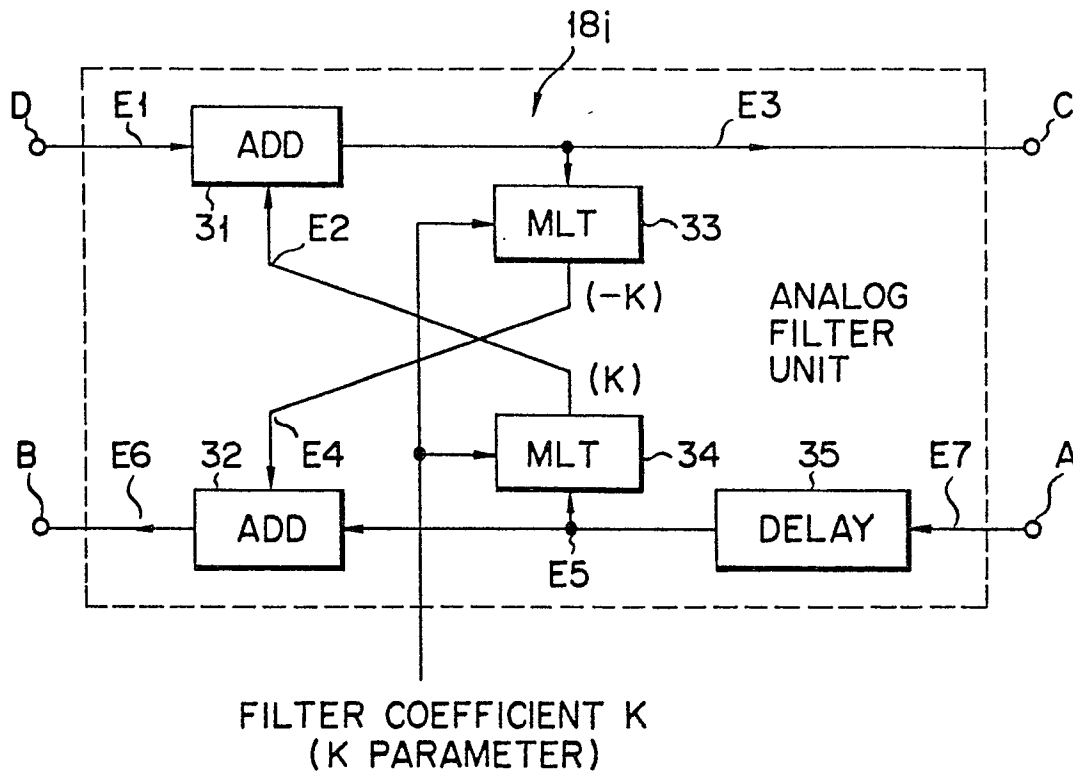 18i
D
E1
ADD
E3
C
31
E2
MLT
33
(-K)
ANALOG
FILTER
UNIT
(K)
B
E6
32
E4
MLT
34
35
E7
A
ADD
E5
DELAY
FILTER COEFFICIENT K
(K PARAMETER)